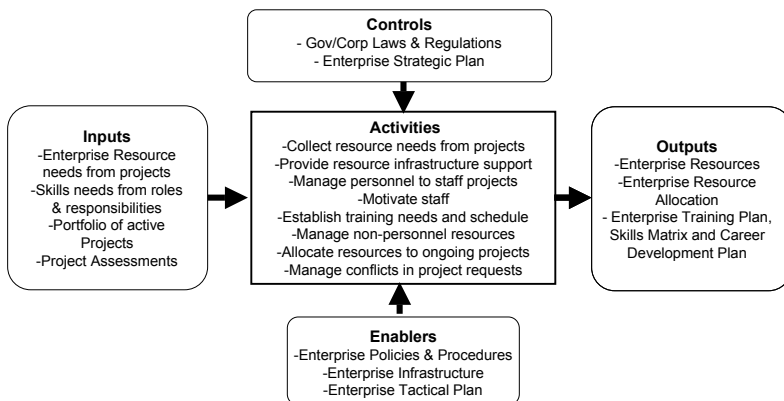 Controls
- Gov/Corp Laws & Regulations
- Enterprise Strategic Plan
Inputs
-Enterprise Resource
needs from projects
-Skills needs from roles
& responsibilities
-Portfolio of active
Projects
-Project Assessments
Activities
-Collect resource needs from projects
-Provide resource infrastructure support
-Manage personnel to staff projects
-Motivate staff
-Establish training needs and schedule
-Manage non-personnel resources
-Allocate resources to ongoing projects
-Manage conflicts in project requests
Outputs
-Enterprise Resources
-Enterprise Resource
Allocation
- Enterprise Training Plan,
Skills Matrix and Career
Development Plan
Enablers
-Enterprise Policies & Procedures
-Enterprise Infrastructure
-Enterprise Tactical Plan